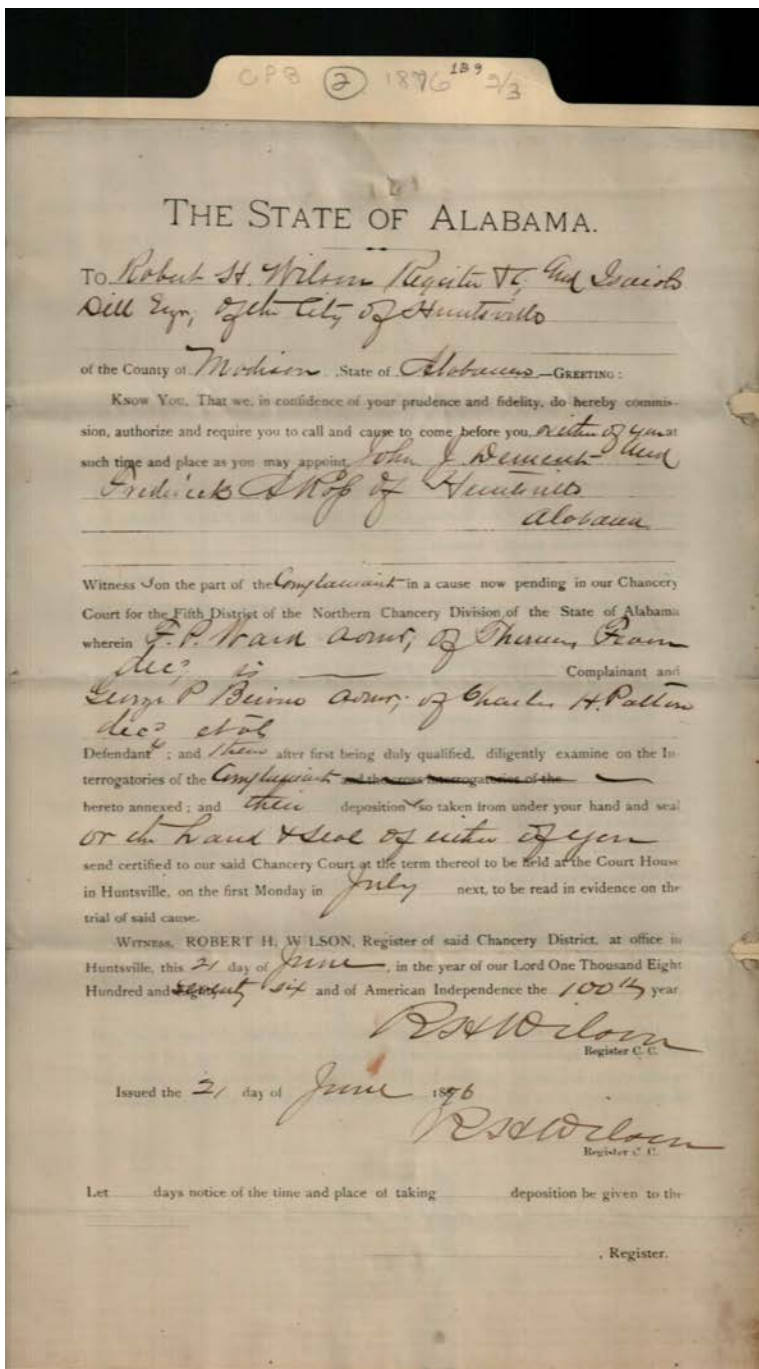 CPB 2 1876 189 2/3
THE STATE OF ALABAMA.
To Robert H. Wilson Register &c, And Isaiah
Dill Esqr, of the City of Huntsville
of the County of Madison, State of Alabama—GREETING:
KNOW YOU, That we, in confidence of your prudence and fidelity, do hereby commis-
sion, authorize and require you to call and cause to come before you, either of you at
such time and place as you may appoint, John J. Dement And
Frederick A Ross of Huntsville
Alabama
Witness s on the part of the Complainant in a cause now pending in our Chancery
Court for the Fifth District of the Northern Chancery Division of the State of Alabama
wherein F. P. Ward Admr, of
decd, is Complainant and
George P Beirne Admr, of Charles H. Patton
decd et al
Defendant s; and them after first being duly qualified, diligently examine on the In-
terrogatories of the Complainant and the cross interrogatories of the
hereto annexed; and their deposition s so taken from under your hand and seal
or the hand & seal of either of you
send certified to our said Chancery Court at the term thereof to be held at the Court House
in Huntsville, on the first Monday in July next, to be read in evidence on the
trial of said cause.
WITNESS, ROBERT H. WILSON, Register of said Chancery District, at office in
Huntsville, this 21 day of June, in the year of our Lord One Thousand Eight
Hundred and seventy six and of American Independence the 100th year
R H Wilson
Register C. C.
Issued the 21 day of June 1876
R H Wilson
Register C. C.
Let days notice of the time and place of taking deposition be given to the
, Register.